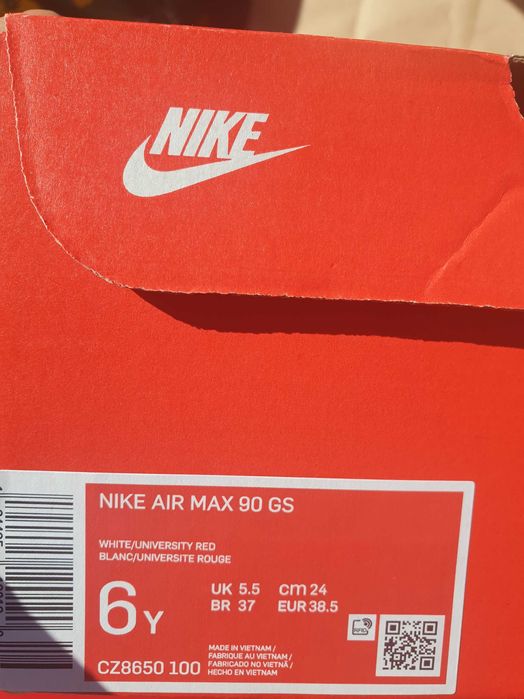 NIKE
NIKE AIR MAX 90 GS
WHITE/UNIVERSITY RED
BLANC/UNIVERSITE ROUGE
6Y
UK 5.5 cm 24
BR 37 EUR 38.5
RFID
CZ8650 100
MADE IN VIETNAM /
FABRIQUE AU VIETNAM /
FABRICADO NO VIETNÃ /
HECHO EN VIETNAM